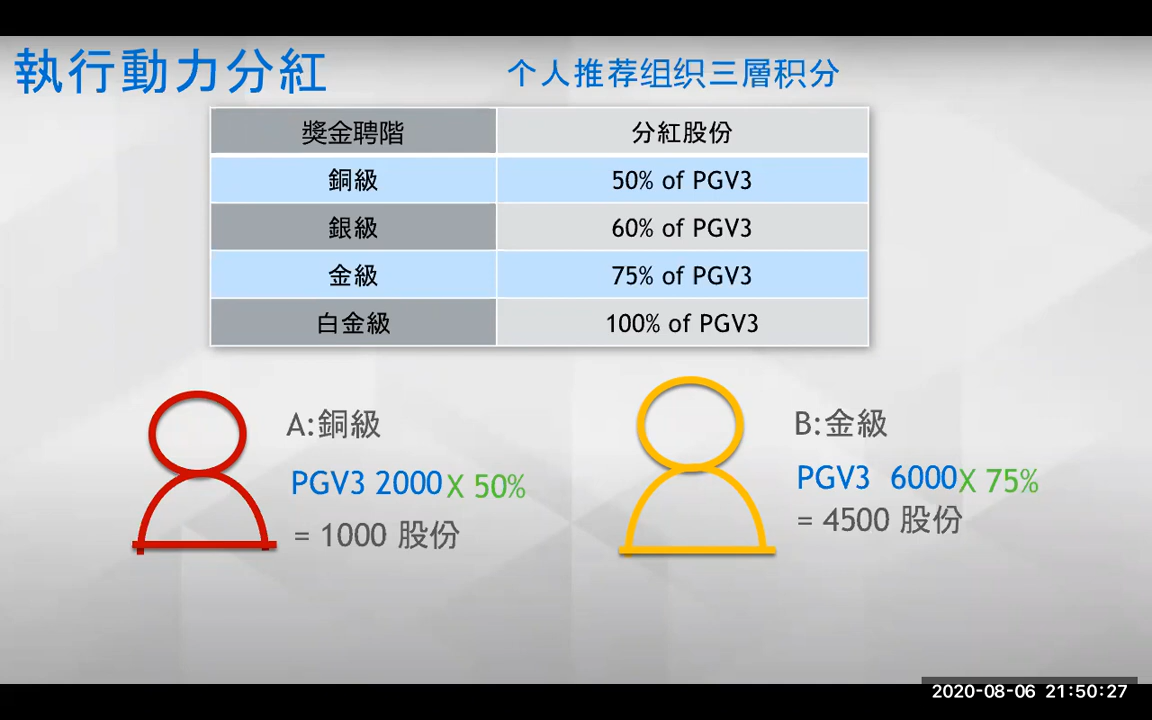 執行動力分紅
个人推荐组织三層积分
獎金聘階 分紅股份
銅級 50% of PGV3
銀級 60% of PGV3
金級 75% of PGV3
白金級 100% of PGV3
A:銅級
PGV3 2000 X 50%
= 1000 股份
B:金級
PGV3 6000 X 75%
= 4500 股份
2020-08-06 21:50:27